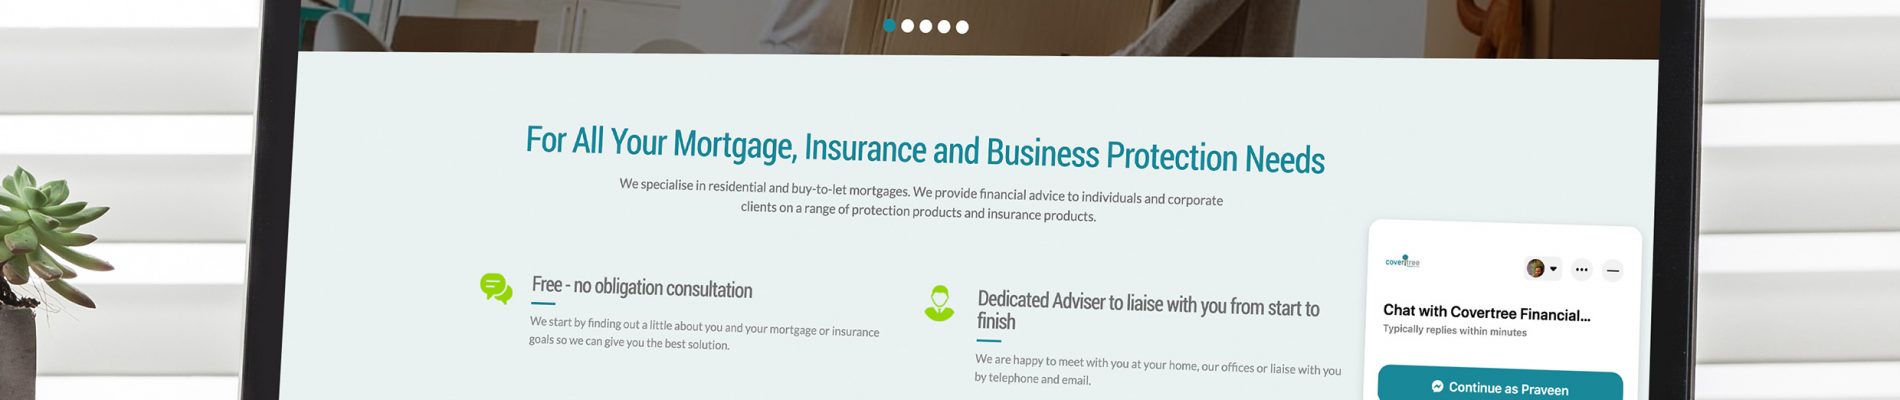 For All Your Mortgage, Insurance and Business Protection Needs
We specialise in residential and buy-to-let mortgages. We provide financial advice to individuals and corporate
clients on a range of protection products and insurance products.
Free - no obligation consultation
We start by finding out a little about you and your mortgage or insurance
goals so we can give you the best solution.
Dedicated Adviser to liaise with you from start to
finish
We are happy to meet with you at your home, our offices or liaise with you
by telephone and email.
covertree
Chat with Covertree Financial...
Typically replies within minutes
Continue as Praveen